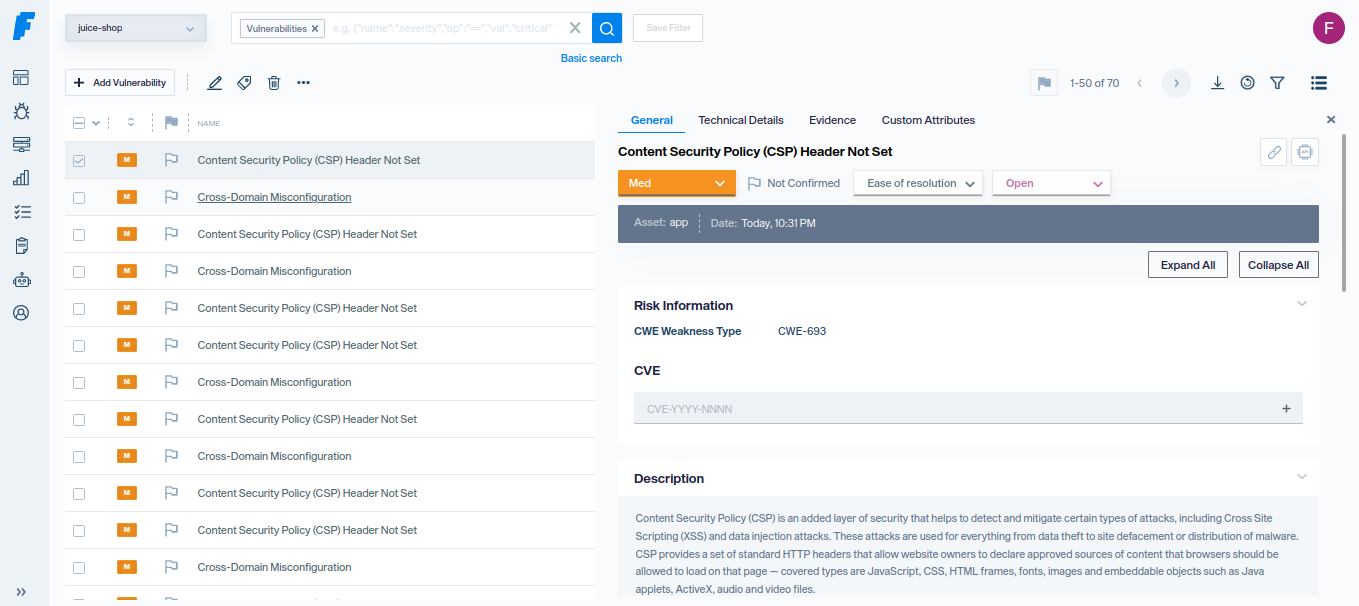 juice-shop
Vulnerabilities
e.g. {"name":"severity","op":"==","val":"critical",
Save Filter
F
Basic search
Add Vulnerability
1-50 of 70
NAME
M Content Security Policy (CSP) Header Not Set
M Cross-Domain Misconfiguration
M Content Security Policy (CSP) Header Not Set
M Cross-Domain Misconfiguration
M Content Security Policy (CSP) Header Not Set
M Content Security Policy (CSP) Header Not Set
M Cross-Domain Misconfiguration
M Content Security Policy (CSP) Header Not Set
M Cross-Domain Misconfiguration
M Content Security Policy (CSP) Header Not Set
M Content Security Policy (CSP) Header Not Set
M Cross-Domain Misconfiguration
General Technical Details Evidence Custom Attributes
Content Security Policy (CSP) Header Not Set
API
Med Not Confirmed Ease of resolution Open
Asset: app Date: Today, 10:31 PM
Expand All Collapse All
Risk Information
CWE Weakness Type CWE-693
CVE
CVE-YYYY-NNNN
Description
Content Security Policy (CSP) is an added layer of security that helps to detect and mitigate certain types of attacks, including Cross Site
Scripting (XSS) and data injection attacks. These attacks are used for everything from data theft to site defacement or distribution of malware.
CSP provides a set of standard HTTP headers that allow website owners to declare approved sources of content that browsers should be
allowed to load on that page — covered types are JavaScript, CSS, HTML frames, fonts, images and embeddable objects such as Java
applets, ActiveX, audio and video files.